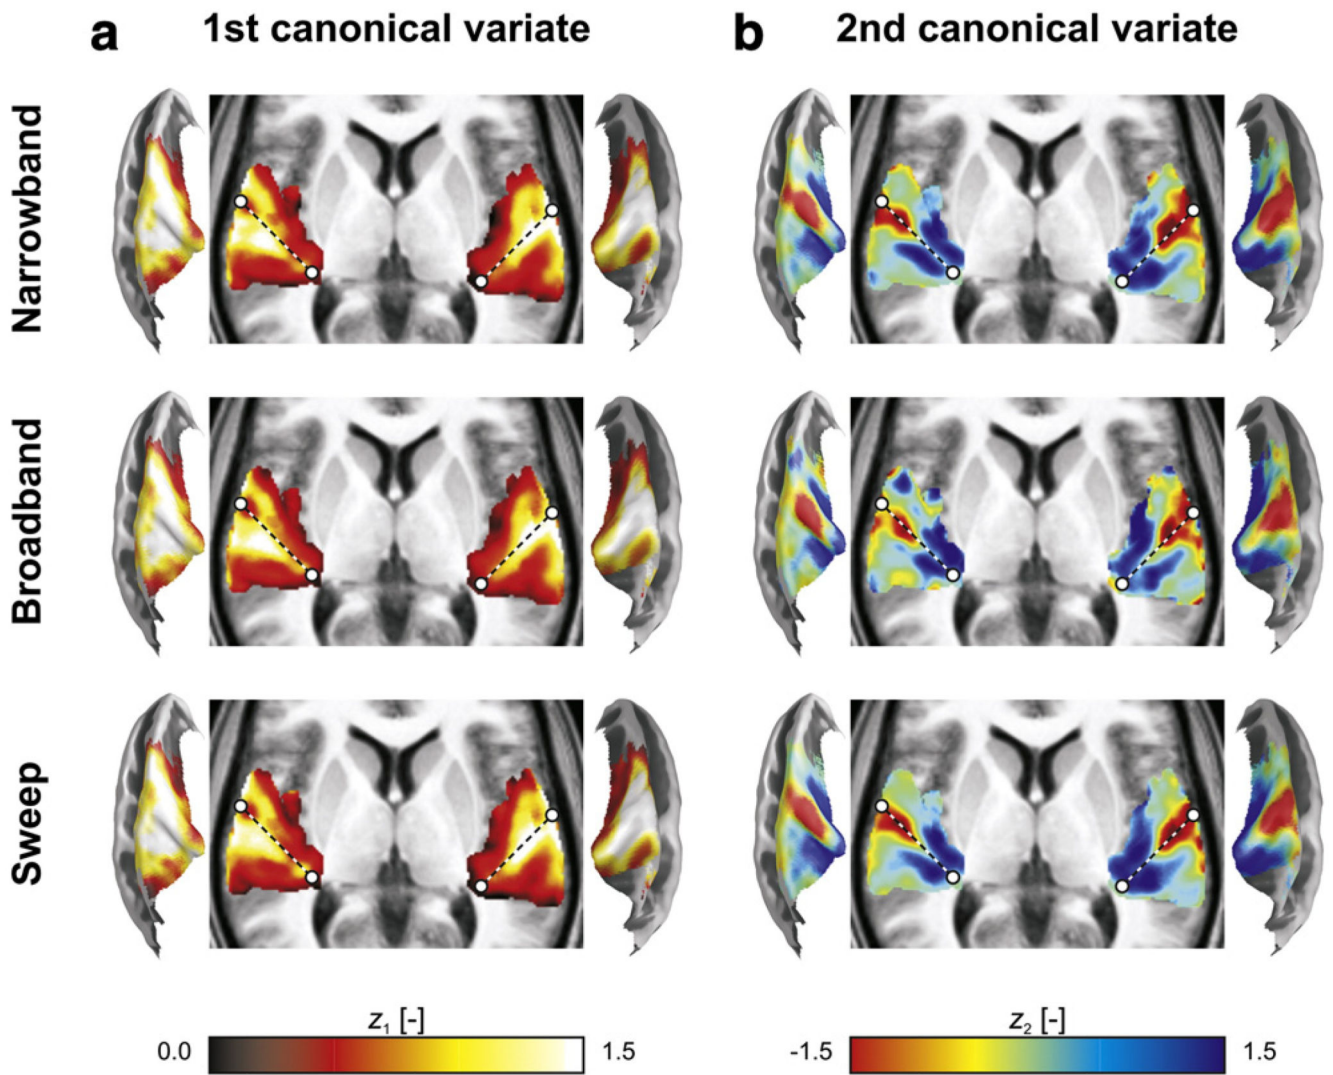 a 1st canonical variate
b 2nd canonical variate
Narrowband
Broadband
Sweep
z1 [-]
0.0 1.5
z2 [-]
-1.5 1.5